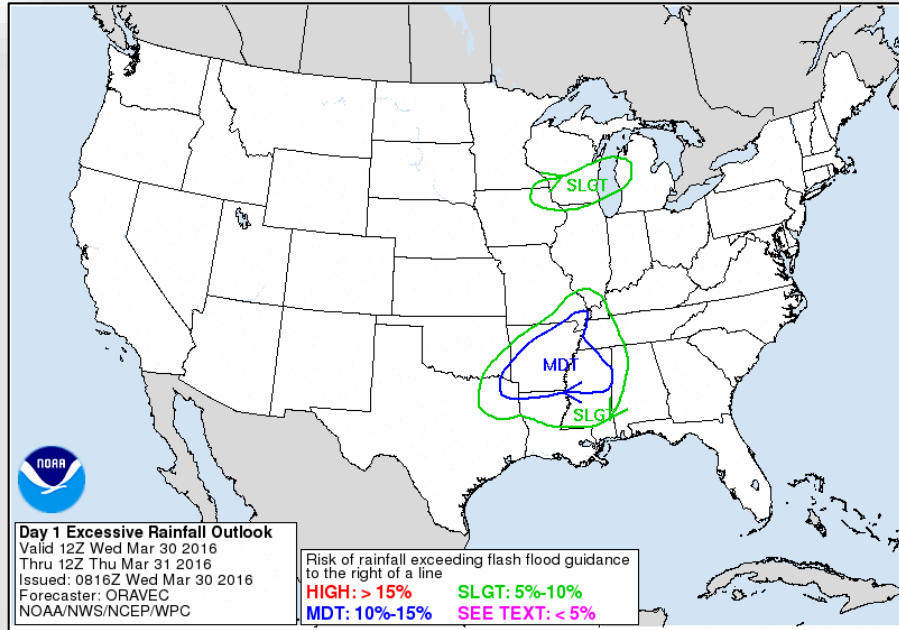 SLGT
MDT
SLGT
NOAA
Day 1 Excessive Rainfall Outlook
Valid 12Z Wed Mar 30 2016
Thru 12Z Thu Mar 31 2016
Issued: 0816Z Wed Mar 30 2016
Forecaster: ORAVEC
NOAA/NWS/NCEP/WPC
Risk of rainfall exceeding flash flood guidance
to the right of a line
HIGH: > 15% SLGT: 5%-10%
MDT: 10%-15% SEE TEXT: < 5%